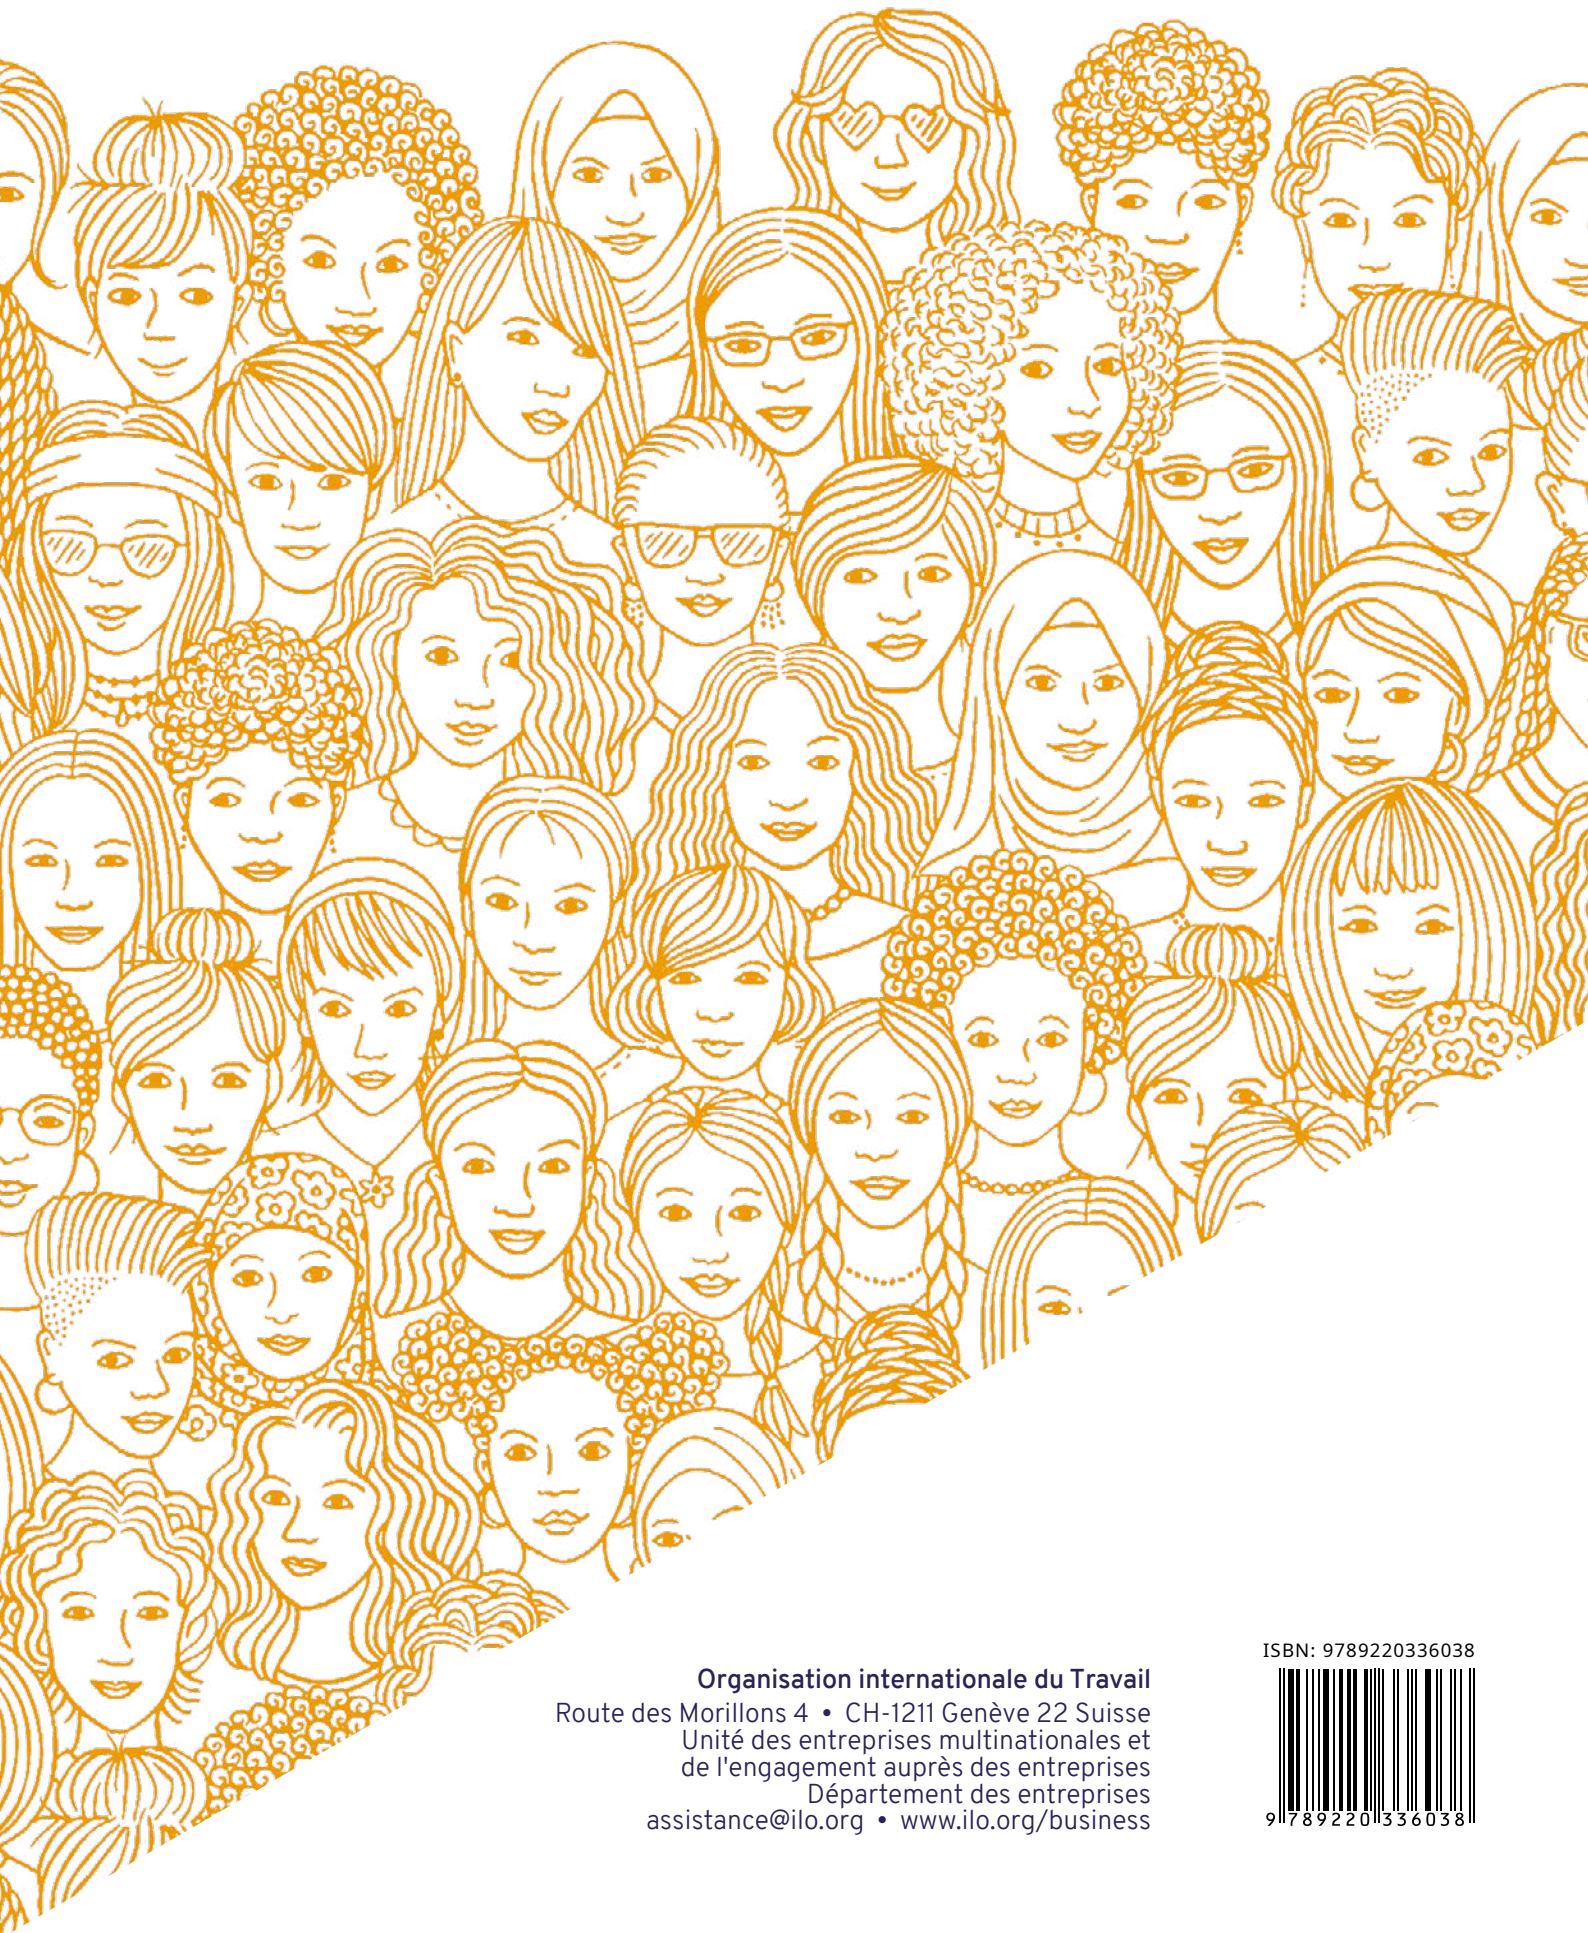 Organisation internationale du Travail
Route des Morillons 4 • CH-1211 Genève 22 Suisse
Unité des entreprises multinationales et
de l'engagement auprès des entreprises
Département des entreprises
assistance@ilo.org • www.ilo.org/business
ISBN: 9789220336038
9 789220 336038